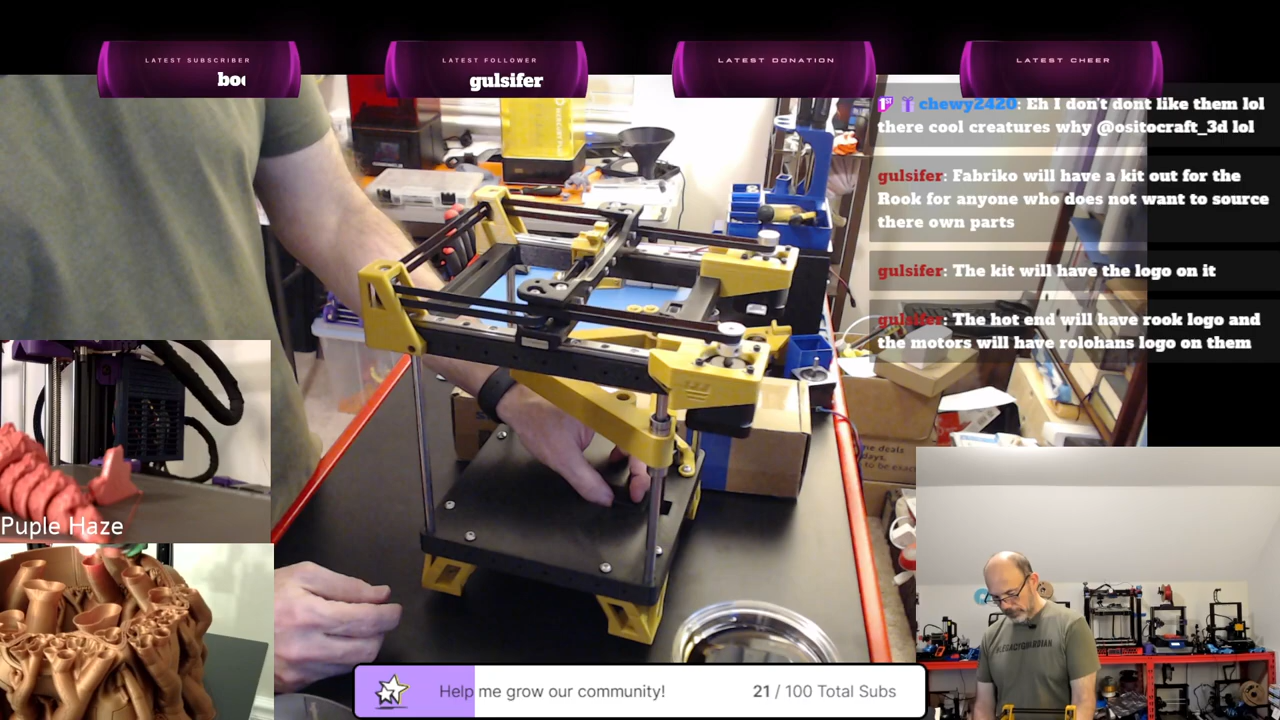 LATEST SUBSCRIBER
LATEST FOLLOWER
gulsifer
LATEST DONATION
LATEST CHEER
chewy2420: Eh I don't dont like them lol
there cool creatures why @ositocraft_3d lol
gulsifer: Fabriko will have a kit out for the
Rook for anyone who does not want to source
there own parts
gulsifer: The kit will have the logo on it
gulsifer: The hot end will have rook logo and
the motors will have rolohans logo on them
Puple Haze
Help me grow our community!
21 / 100 Total Subs